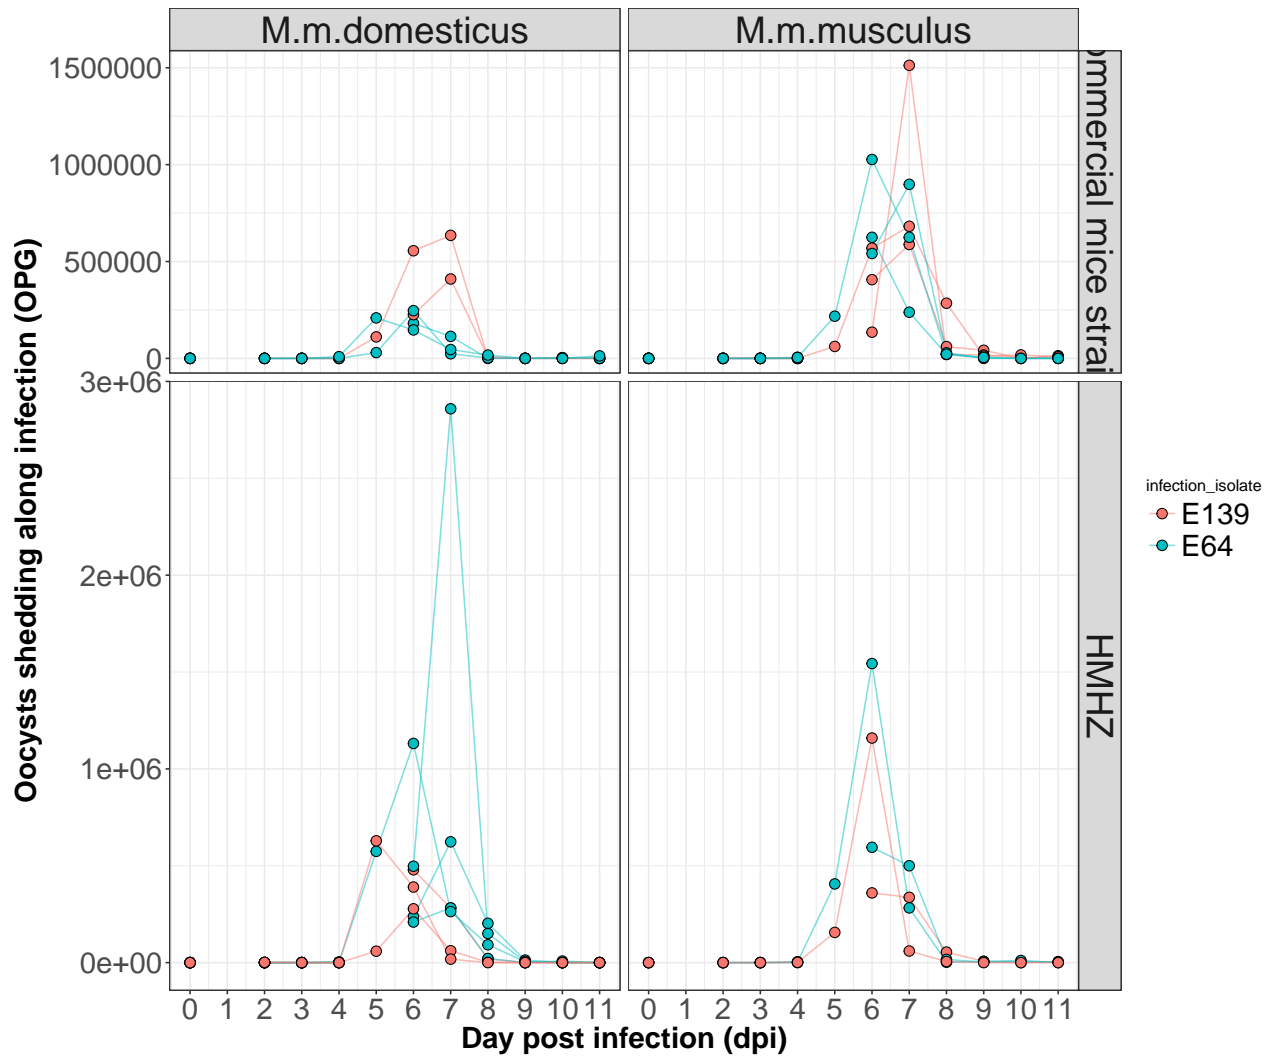 M.m.domesticus M.m.musculus
1500000
1000000
500000
0
mice
3e+06
2e+06
1e+06
0e+00
HMHZ
Oocysts shedding along infection (OPG)
0 1 2 3 4 5 6 7 8 9 10 11 0 1 2 3 4 5 6 7 8 9 10 11
Day post infection (dpi)
infection_isolate
E139
E64